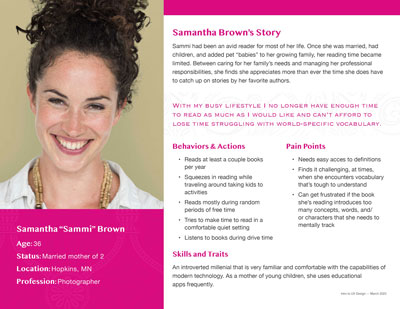 Samantha Brown's Story
Sammi had been an avid reader for most of her life. Once she was married, had
children, and added pet "babies" to her growing family, her reading time became
limited. Between caring for her family's needs and managing her professional
responsibilities, she finds she appreciates more than ever the time she does have
to catch up on stories by her favorite authors.
With my busy lifestyle I no longer have enough time
to read as much as I would like and can't afford to
lose time struggling with world-specific vocabulary.
Behaviors & Actions
• Reads at least a couple books
per year
• Squeezes in reading while
traveling around taking kids to
activities
• Reads mostly during random
periods of free time
• Tries to make time to read in a
comfortable quiet setting
• Listens to books during drive time
Pain Points
• Needs easy acces to definitions
• Finds it challenging, at times,
when she encounters vocabulary
that's tough to understand
• Can get frustrated if the book
she's reading introduces too
many concepts, words, and/
or characters that she needs to
mentally track
Skills and Traits
An introverted millenial that is very familiar and comfortable with the capabilities of
modern technology. As a mother of young children, she uses educational
apps frequently.
Samantha "Sammi" Brown
Age: 36
Status: Married mother of 2
Location: Hopkins, MN
Profession: Photographer